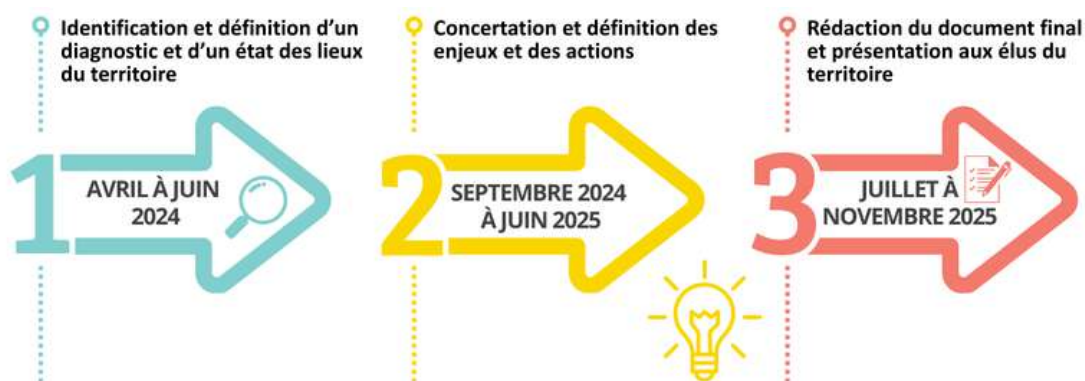 Identification et définition d'un
diagnostic et d'un état des lieux
du territoire
1
AVRIL À JUIN
2024
Concertation et définition des
enjeux et des actions
2
SEPTEMBRE 2024
À JUIN 2025
Rédaction du document final
et présentation aux élus du
territoire
3
JUILLET À
NOVEMBRE 2025